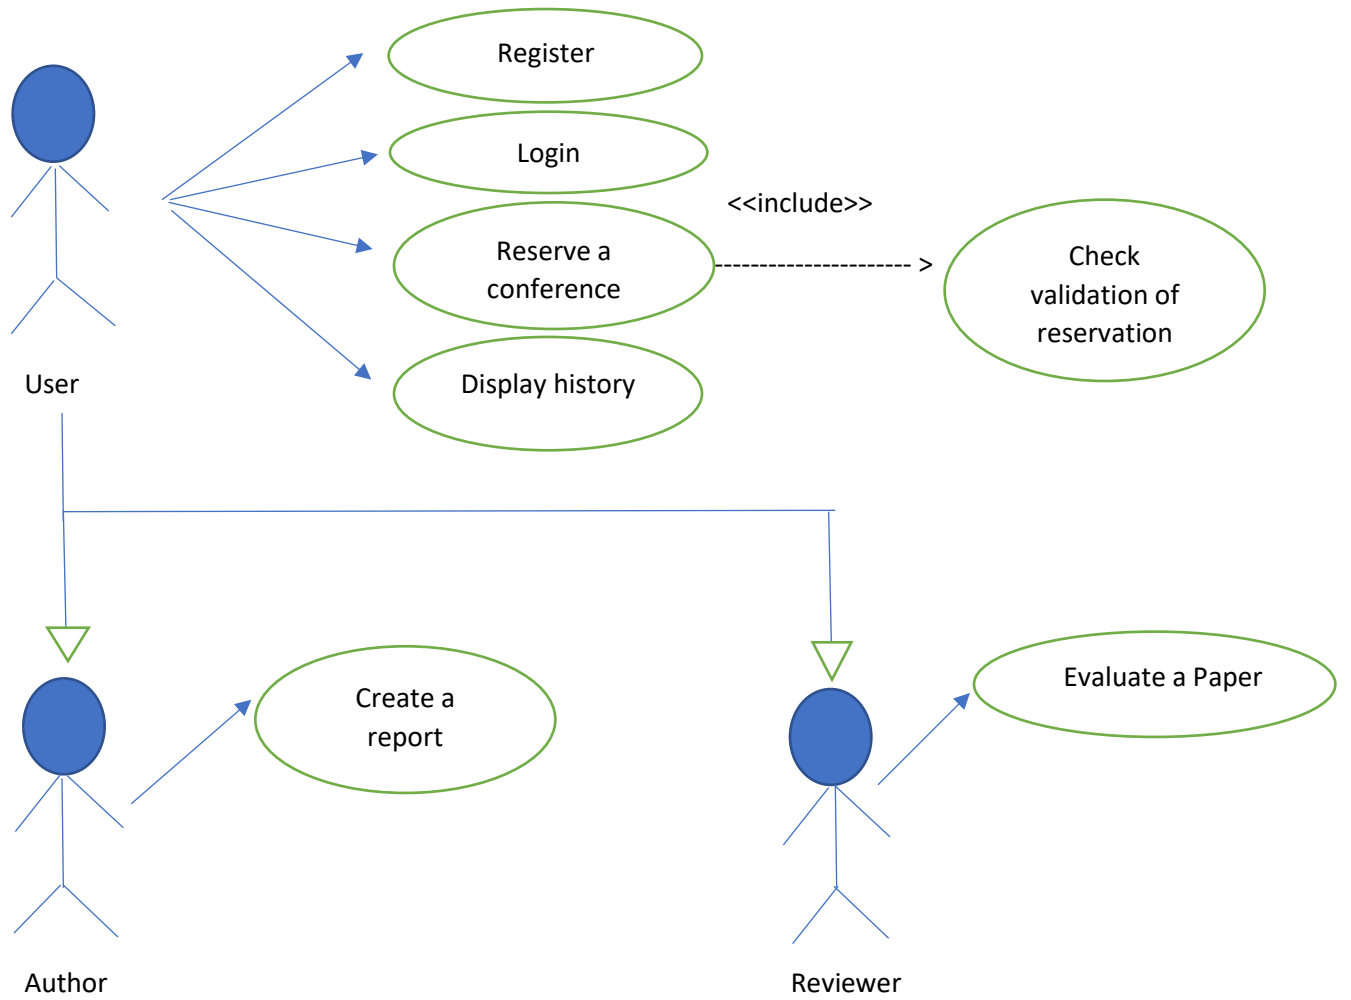 Register
Login
<<include>>
Reserve a
conference
--------------------- >
Check
validation of
reservation
Display history
User
Create a
report
Evaluate a Paper
Author
Reviewer